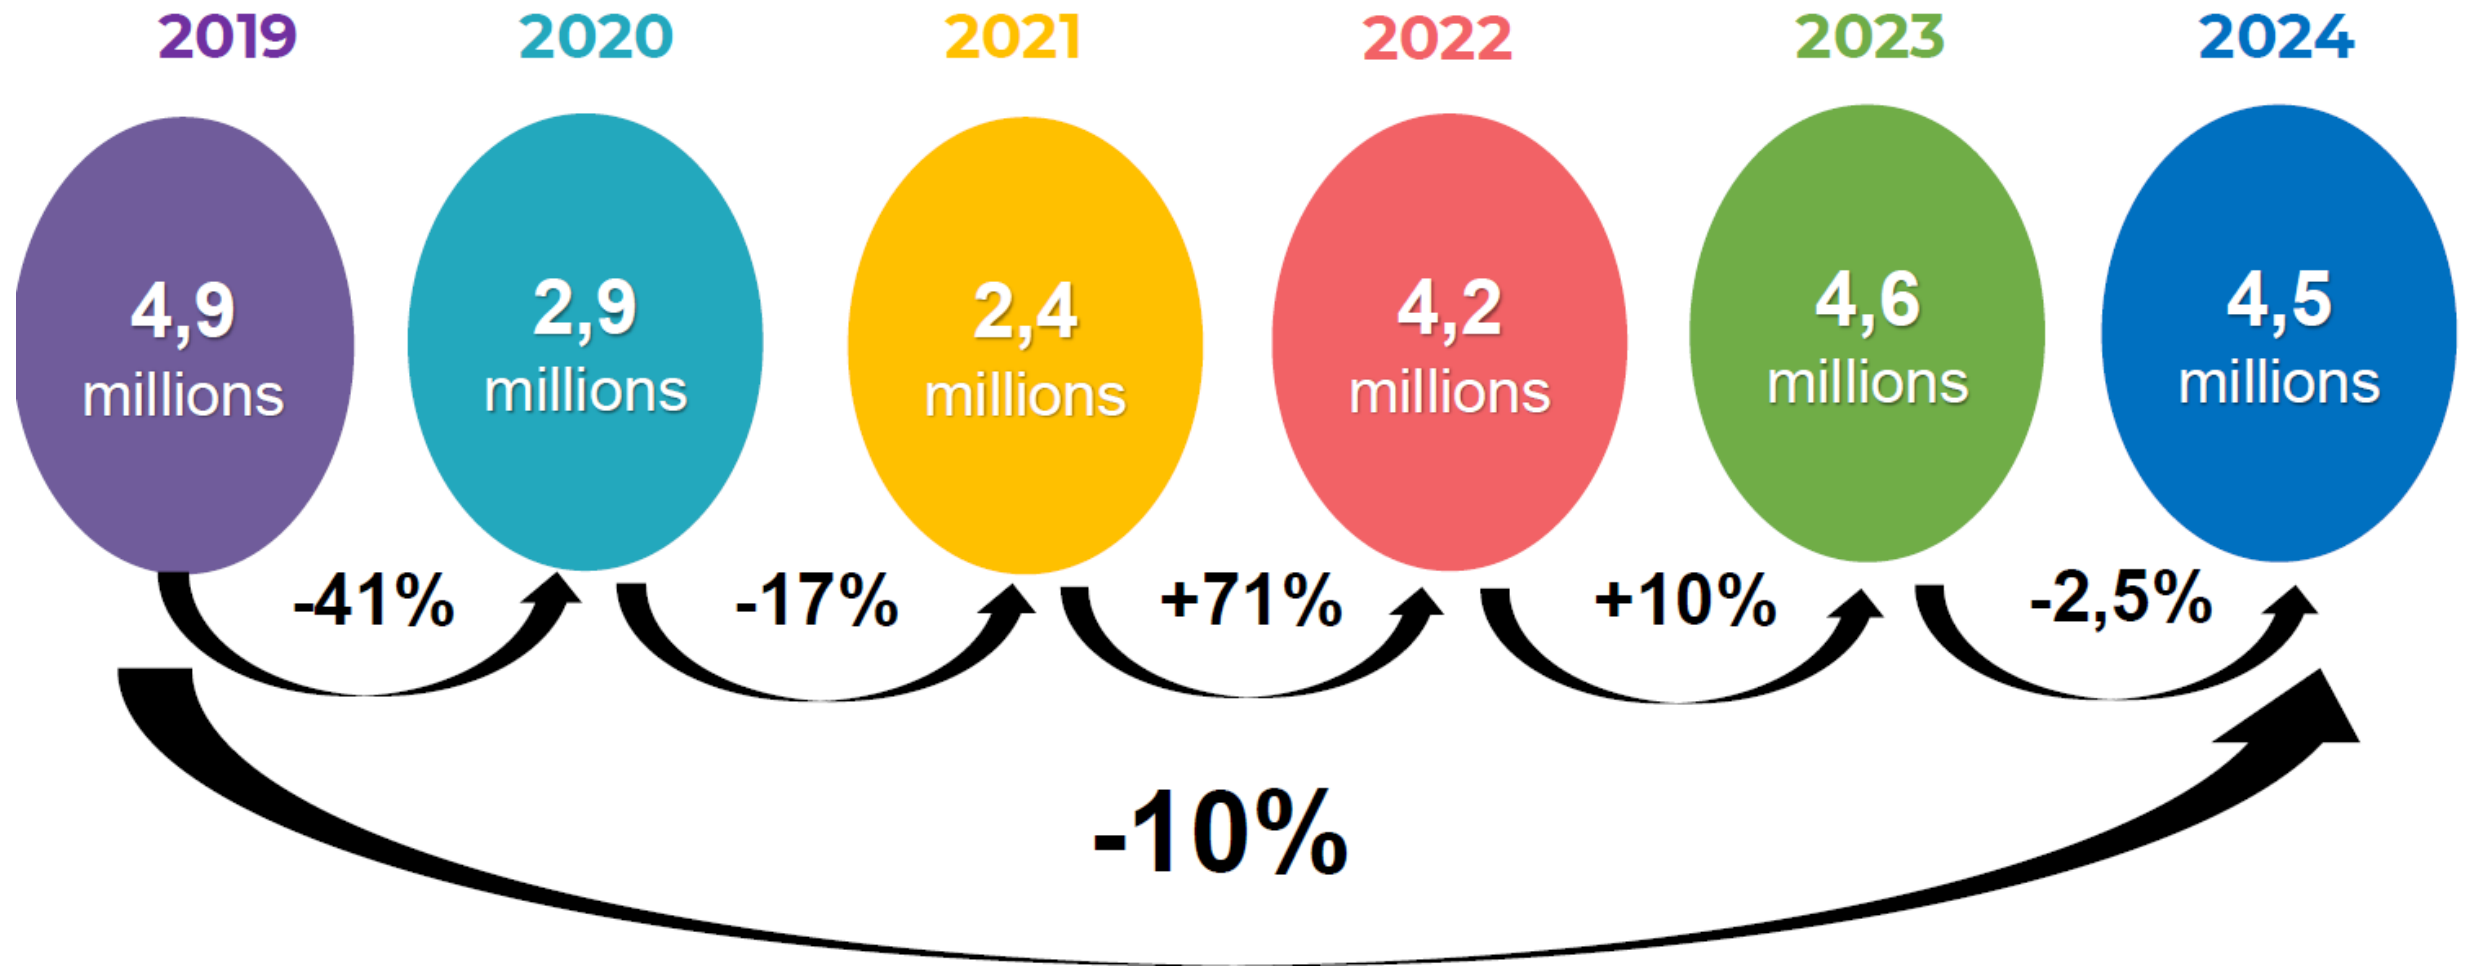 2019 2020 2021 2022 2023 2024
4,9 2,9 2,4 4,2 4,6 4,5
millions millions millions millions millions millions
-41% -17% +71% +10% -2,5%
-10%